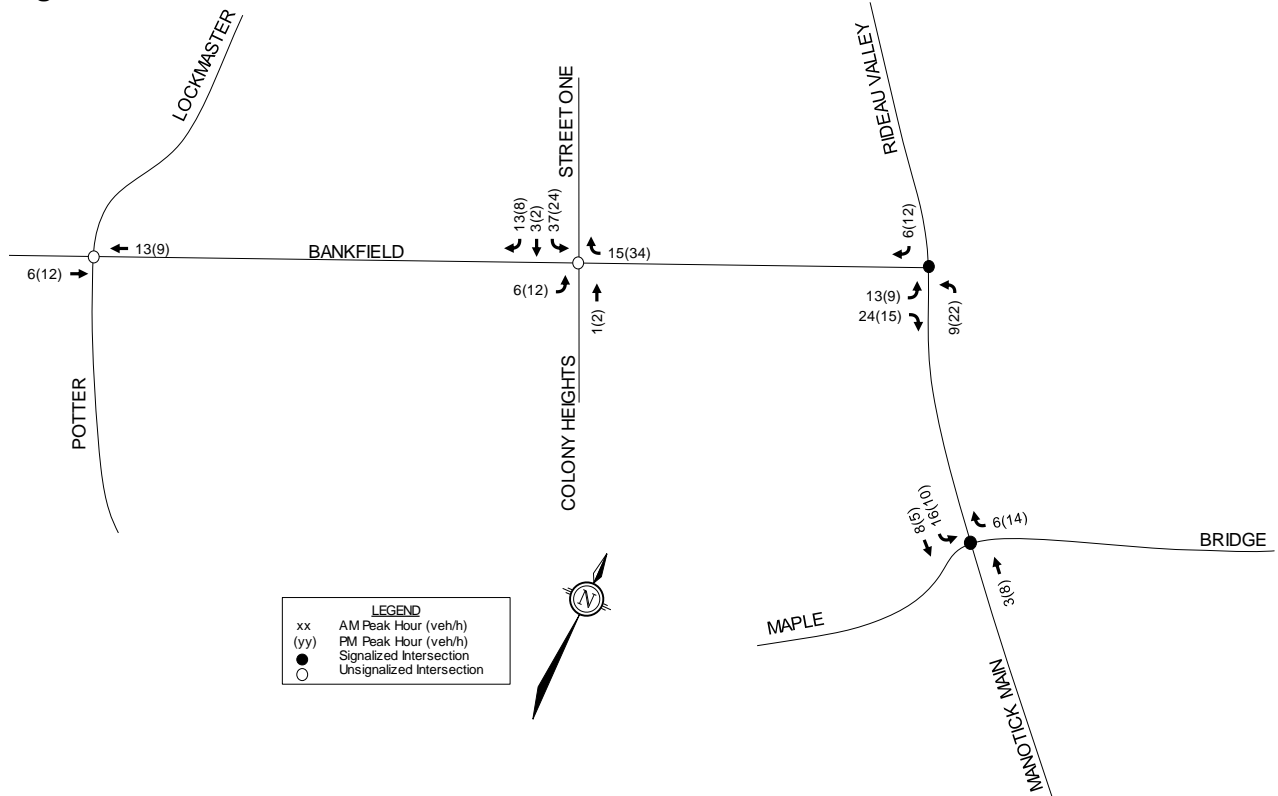 LOCKMASTER
STREET ONE
RIDEAU VALLEY
13(9)
6(12)
BANKFIELD
13(8)
3(2)
37(24)
15(34)
6(12)
1(2)
6(12)
13(9)
24(15)
9(22)
POTTER
COLONY HEIGHTS
8(5)
16(10)
6(14)
3(8)
BRIDGE
MAPLE
MANOTICK MAIN
N
LEGEND
xx AM Peak Hour (veh/h)
(yy) PM Peak Hour (veh/h)
Signalized Intersection
Unsignalized Intersection